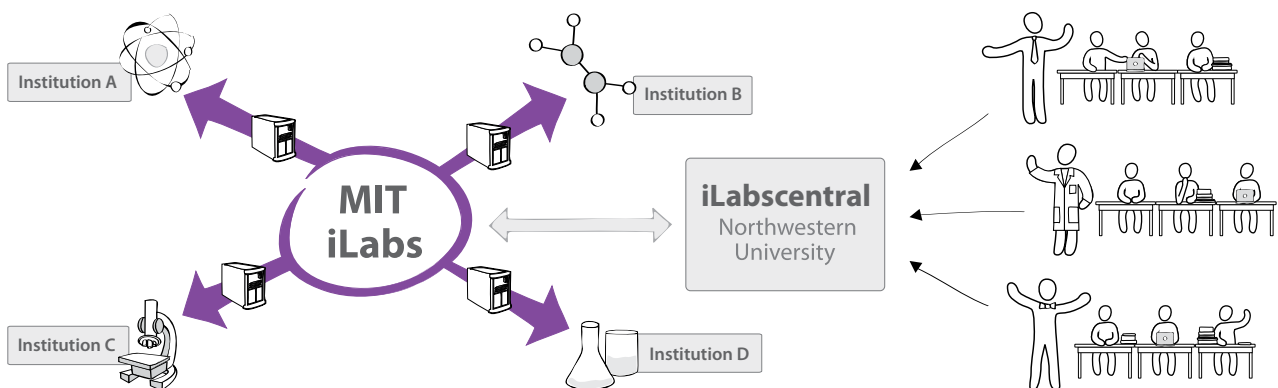 Institution A
Institution B
MIT
iLabs
iLabscentral
Northwestern
University
Institution C
Institution D